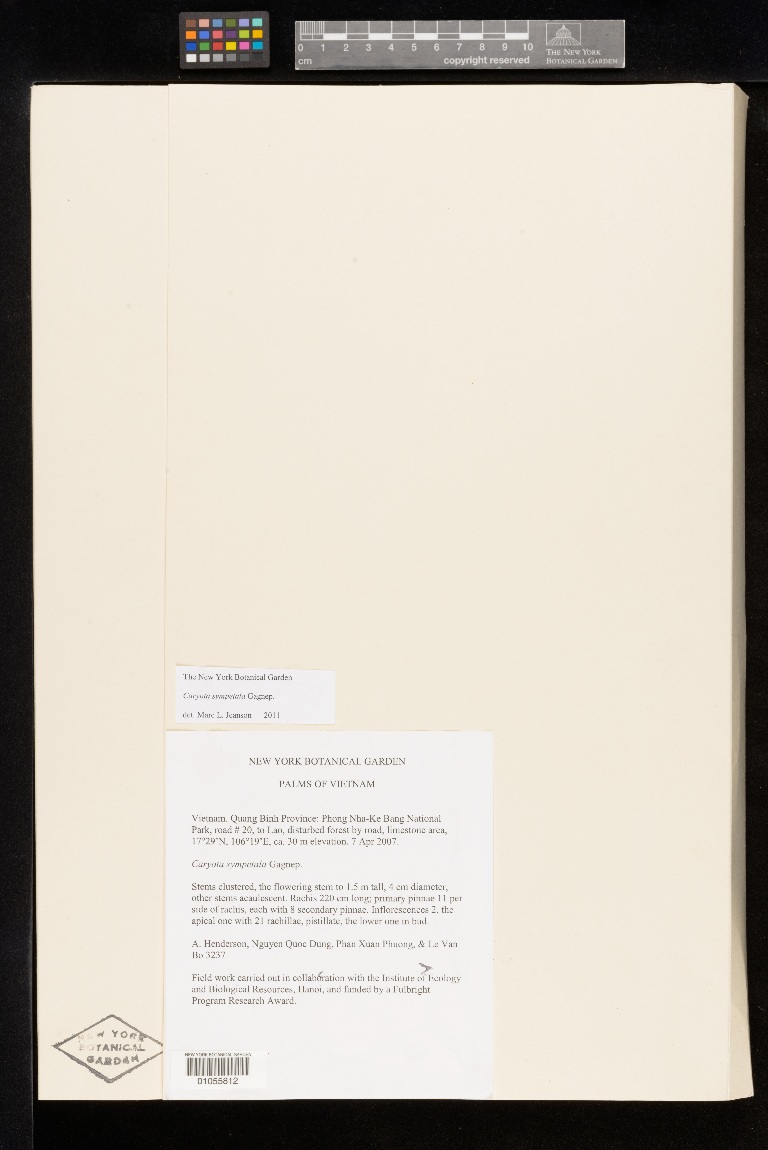 0 1 2 3 4 5 6 7 8 9 10
cm
copyright reserved
THE NEW YORK
BOTANICAL GARDEN
The New York Botanical Garden
Caryota sympetala Gagnep.
det. Marc L. Jeanson 2011
NEW YORK BOTANICAL GARDEN
PALMS OF VIETNAM
Vietnam. Quang Binh Province: Phong Nha-Ke Bang National
Park, road # 20, to Lao, disturbed forest by road, limestone area,
17°29'N, 106°19'E, ca. 30 m elevation. 7 Apr 2007.
Caryota sympetala Gagnep.
Stems clustered, the flowering stem to 1.5 m tall, 4 cm diameter,
other stems acaulescent. Rachis 220 cm long; primary pinnae 11 per
side of rachis, each with 8 secondary pinnae. Inflorescences 2, the
apical one with 21 rachillae, pistillate, the lower one in bud.
A. Henderson, Nguyen Quoc Dung, Phan Xuan Phuong, & Le Van
Bo 3237
Field work carried out in collaboration with the Institute of Ecology
and Biological Resources, Hanoi, and funded by a Fulbright
Program Research Award.
NEW YORK
BOTANICAL
GARDEN
NEW YORK BOTANICAL GARDEN
01055812